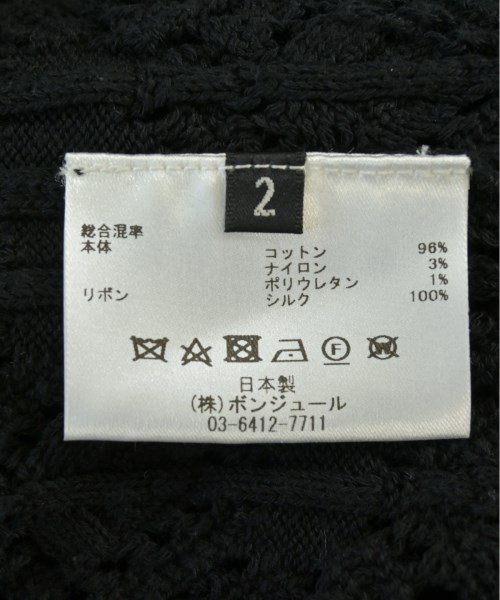 2
総合混率
本体 コットン 96%
ナイロン 3%
ポリウレタン 1%
リボン シルク 100%
F W
日本製
(株)ボンジュール
03-6412-7711